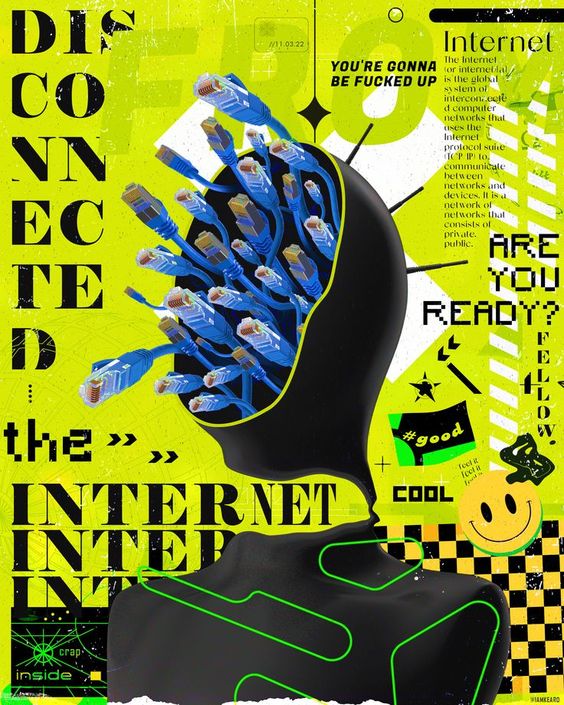 DIS
CO
NN
EC
TE
D
the
INTERNET
INTER
INT
FRO
//11.03.22
YOU'RE GONNA
BE FUCKED UP
Internet
The Internet
(or internet)
is the global
system of
interconnected
d computer
networks that
uses the
Internet
protocol suite
(TCP/IP) to
communicate
between
networks and
devices. It is a
network of
networks that
consists of
private,
public,
ARE
YOU
READY?
FELLOW.
#good
COOL
crap
inside
@IAMKEARO